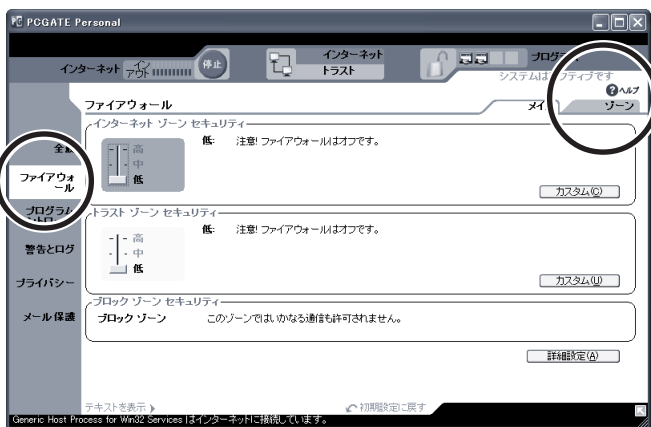 PCGATE Personal
インターネット
イン
アウト
停止
インターネット
トラスト
システムは
ティブです
ヘルプ
ファイアウォール
メイ
ゾーン
インターネット ゾーン セキュリティ
高
中
低
低: 注意! ファイアウォールはオフです。
カスタム(C)
ファイアウォ
ール
プログラム
トラスト ゾーン セキュリティ
高
中
低
低: 注意! ファイアウォールはオフです。
カスタム(U)
警告とログ
プライバシー
メール保護
ブロック ゾーン セキュリティ
ブロック ゾーン このゾーンではいかなる通信も許可されません。
詳細設定(A)
テキストを表示
初期設定に戻す
Generic Host Process for Win32 Services はインターネットに接続しています。